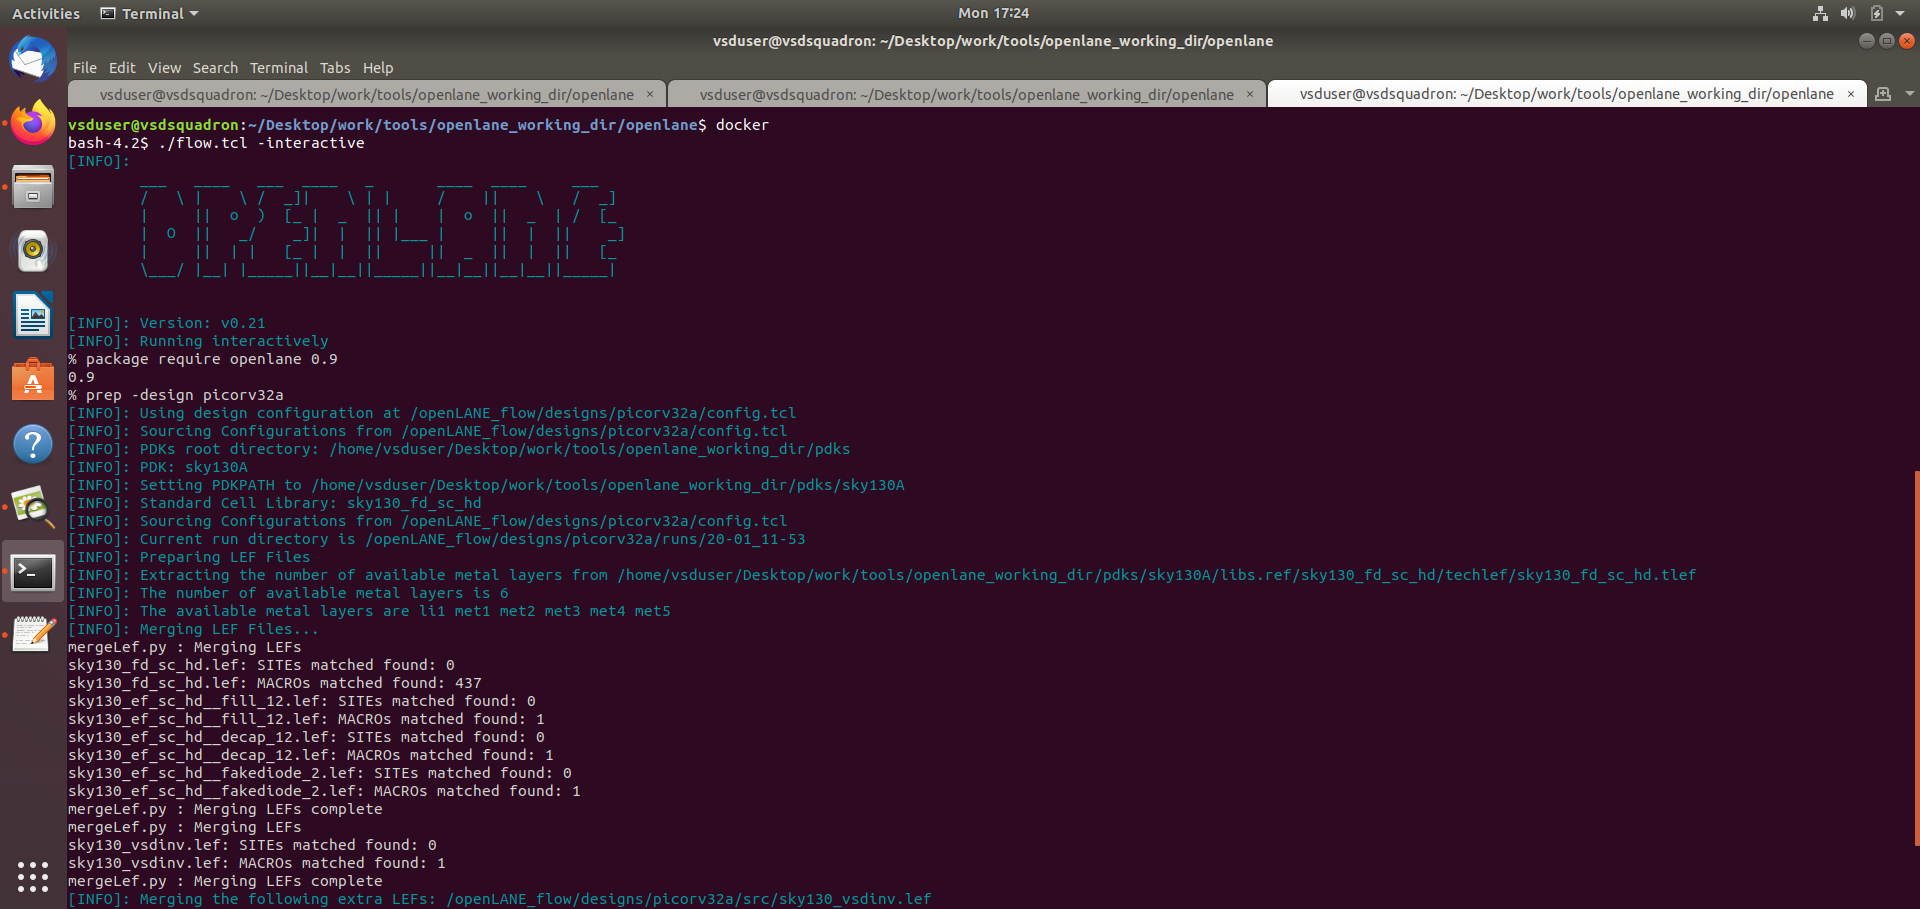 Activities Terminal Mon 17:24
vsduser@vsdsquadron: ~/Desktop/work/tools/openlane_working_dir/openlane
File Edit View Search Terminal Tabs Help
vsduser@vsdsquadron: ~/Desktop/work/tools/openlane_working_dir/openlane × vsduser@vsdsquadron: ~/Desktop/work/tools/openlane_working_dir/openlane × vsduser@vsdsquadron: ~/Desktop/work/tools/openlane_working_dir/openlane ×
vsduser@vsdsquadron:~/Desktop/work/tools/openlane_working_dir/openlane$ docker
bash-4.2$ ./flow.tcl -interactive
[INFO]:
OPENLANE
[INFO]: Version: v0.21
[INFO]: Running interactively
% package require openlane 0.9
0.9
% prep -design picorv32a
[INFO]: Using design configuration at /openLANE_flow/designs/picorv32a/config.tcl
[INFO]: Sourcing Configurations from /openLANE_flow/designs/picorv32a/config.tcl
[INFO]: PDKs root directory: /home/vsduser/Desktop/work/tools/openlane_working_dir/pdks
[INFO]: PDK: sky130A
[INFO]: Setting PDKPATH to /home/vsduser/Desktop/work/tools/openlane_working_dir/pdks/sky130A
[INFO]: Standard Cell Library: sky130_fd_sc_hd
[INFO]: Sourcing Configurations from /openLANE_flow/designs/picorv32a/config.tcl
[INFO]: Current run directory is /openLANE_flow/designs/picorv32a/runs/20-01_11-53
[INFO]: Preparing LEF Files
[INFO]: Extracting the number of available metal layers from /home/vsduser/Desktop/work/tools/openlane_working_dir/pdks/sky130A/libs.ref/sky130_fd_sc_hd/techlef/sky130_fd_sc_hd.tlef
[INFO]: The number of available metal layers is 6
[INFO]: The available metal layers are li1 met1 met2 met3 met4 met5
[INFO]: Merging LEF Files...
mergeLef.py : Merging LEFs
sky130_fd_sc_hd.lef: SITEs matched found: 0
sky130_fd_sc_hd.lef: MACROs matched found: 437
sky130_ef_sc_hd__fill_12.lef: SITEs matched found: 0
sky130_ef_sc_hd__fill_12.lef: MACROs matched found: 1
sky130_ef_sc_hd__decap_12.lef: SITEs matched found: 0
sky130_ef_sc_hd__decap_12.lef: MACROs matched found: 1
sky130_ef_sc_hd__fakediode_2.lef: SITEs matched found: 0
sky130_ef_sc_hd__fakediode_2.lef: MACROs matched found: 1
mergeLef.py : Merging LEFs complete
mergeLef.py : Merging LEFs
sky130_vsdinv.lef: SITEs matched found: 0
sky130_vsdinv.lef: MACROs matched found: 1
mergeLef.py : Merging LEFs complete
[INFO]: Merging the following extra LEFs: /openLANE_flow/designs/picorv32a/src/sky130_vsdinv.lef